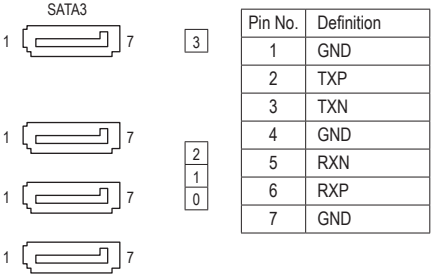 SATA3
1 7 3
1 7
2
1
1 7 0
1 7
Pin No. Definition
1 GND
2 TXP
3 TXN
4 GND
5 RXN
6 RXP
7 GND